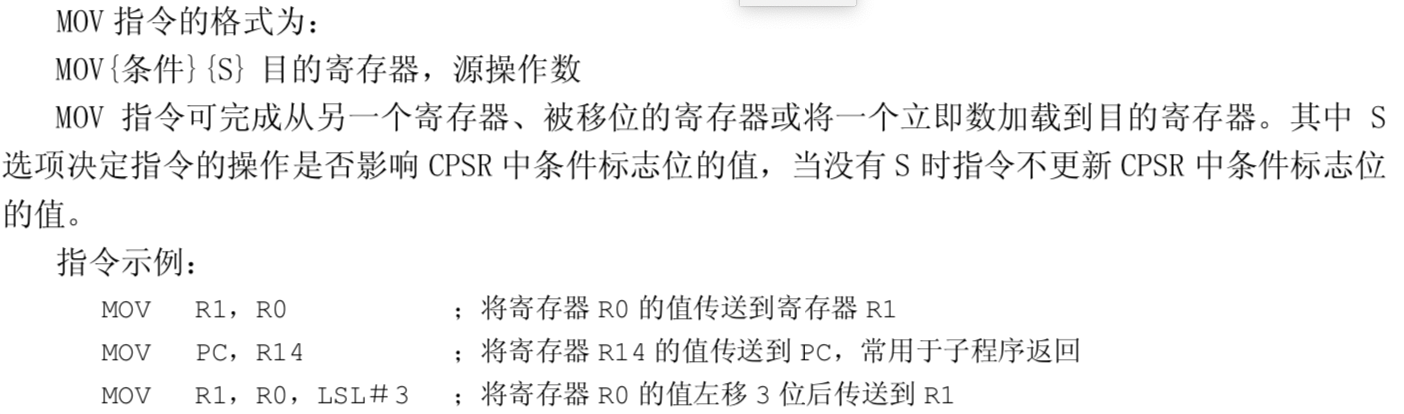 MOV 指令的格式为：
MOV{条件}{S} 目的寄存器，源操作数
MOV 指令可完成从另一个寄存器、被移位的寄存器或将一个立即数加载到目的寄存器。其中 S
选项决定指令的操作是否影响 CPSR 中条件标志位的值，当没有 S 时指令不更新 CPSR 中条件标志位
的值。
指令示例：
MOV R1，R0 ；将寄存器 R0 的值传送到寄存器 R1
MOV PC，R14 ；将寄存器 R14 的值传送到 PC，常用于子程序返回
MOV R1，R0，LSL＃3 ；将寄存器 R0 的值左移 3 位后传送到 R1